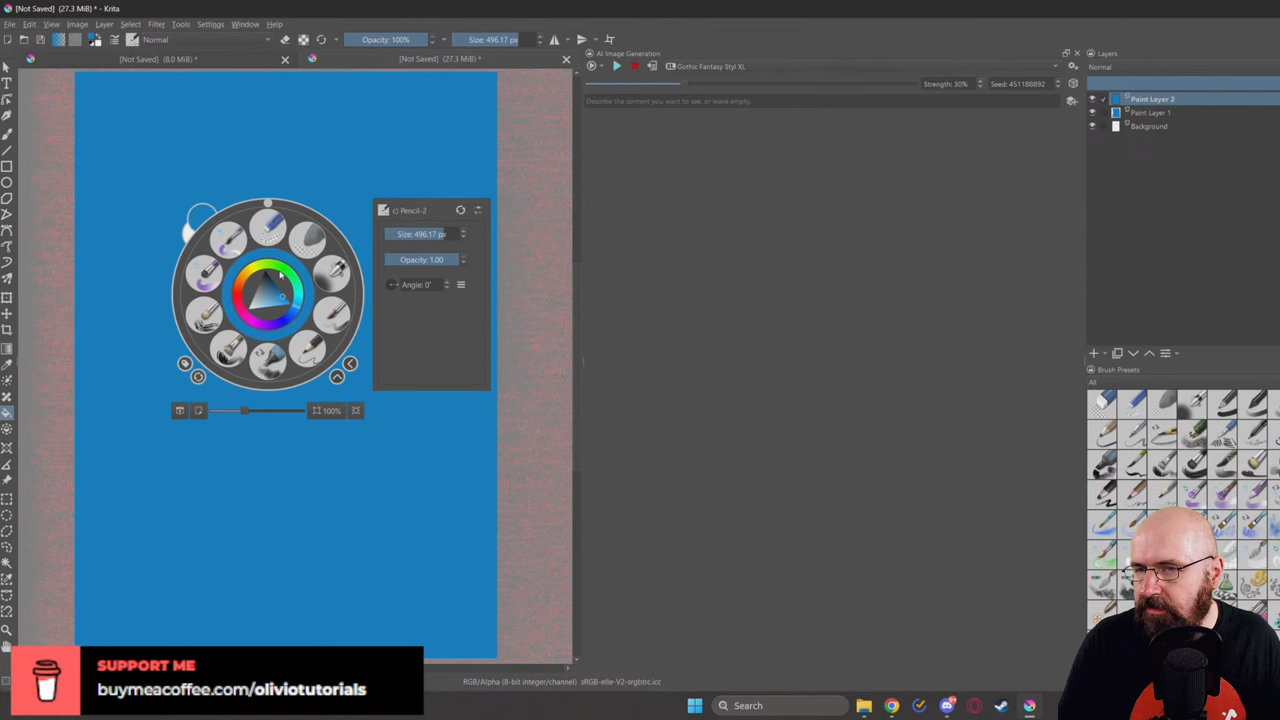 [Not Saved] (27.3 MiB) * - Krita
File Edit View Image Layer Select Filter Tools Settings Window Help
Normal
Opacity: 100%
Size: 496.17 px
[Not Saved] (8.0 MiB) *
[Not Saved] (27.3 MiB) *
AI Image Generation
Gothic Fantasy Styl XL
Strength: 30%
Seed: 451188892
Describe the content you want to see, or leave empty.
Layers
Normal
Paint Layer 2
Paint Layer 1
Background
c) Pencil-2
Size: 496.17 px
Opacity: 1.00
Angle: 0°
100%
Brush Presets
All
SUPPORT ME
buymeacoffee.com/oliviotutorials
RGB/Alpha (8-bit integer/channel) sRGB-elle-V2-srgbtrc.icc
Search